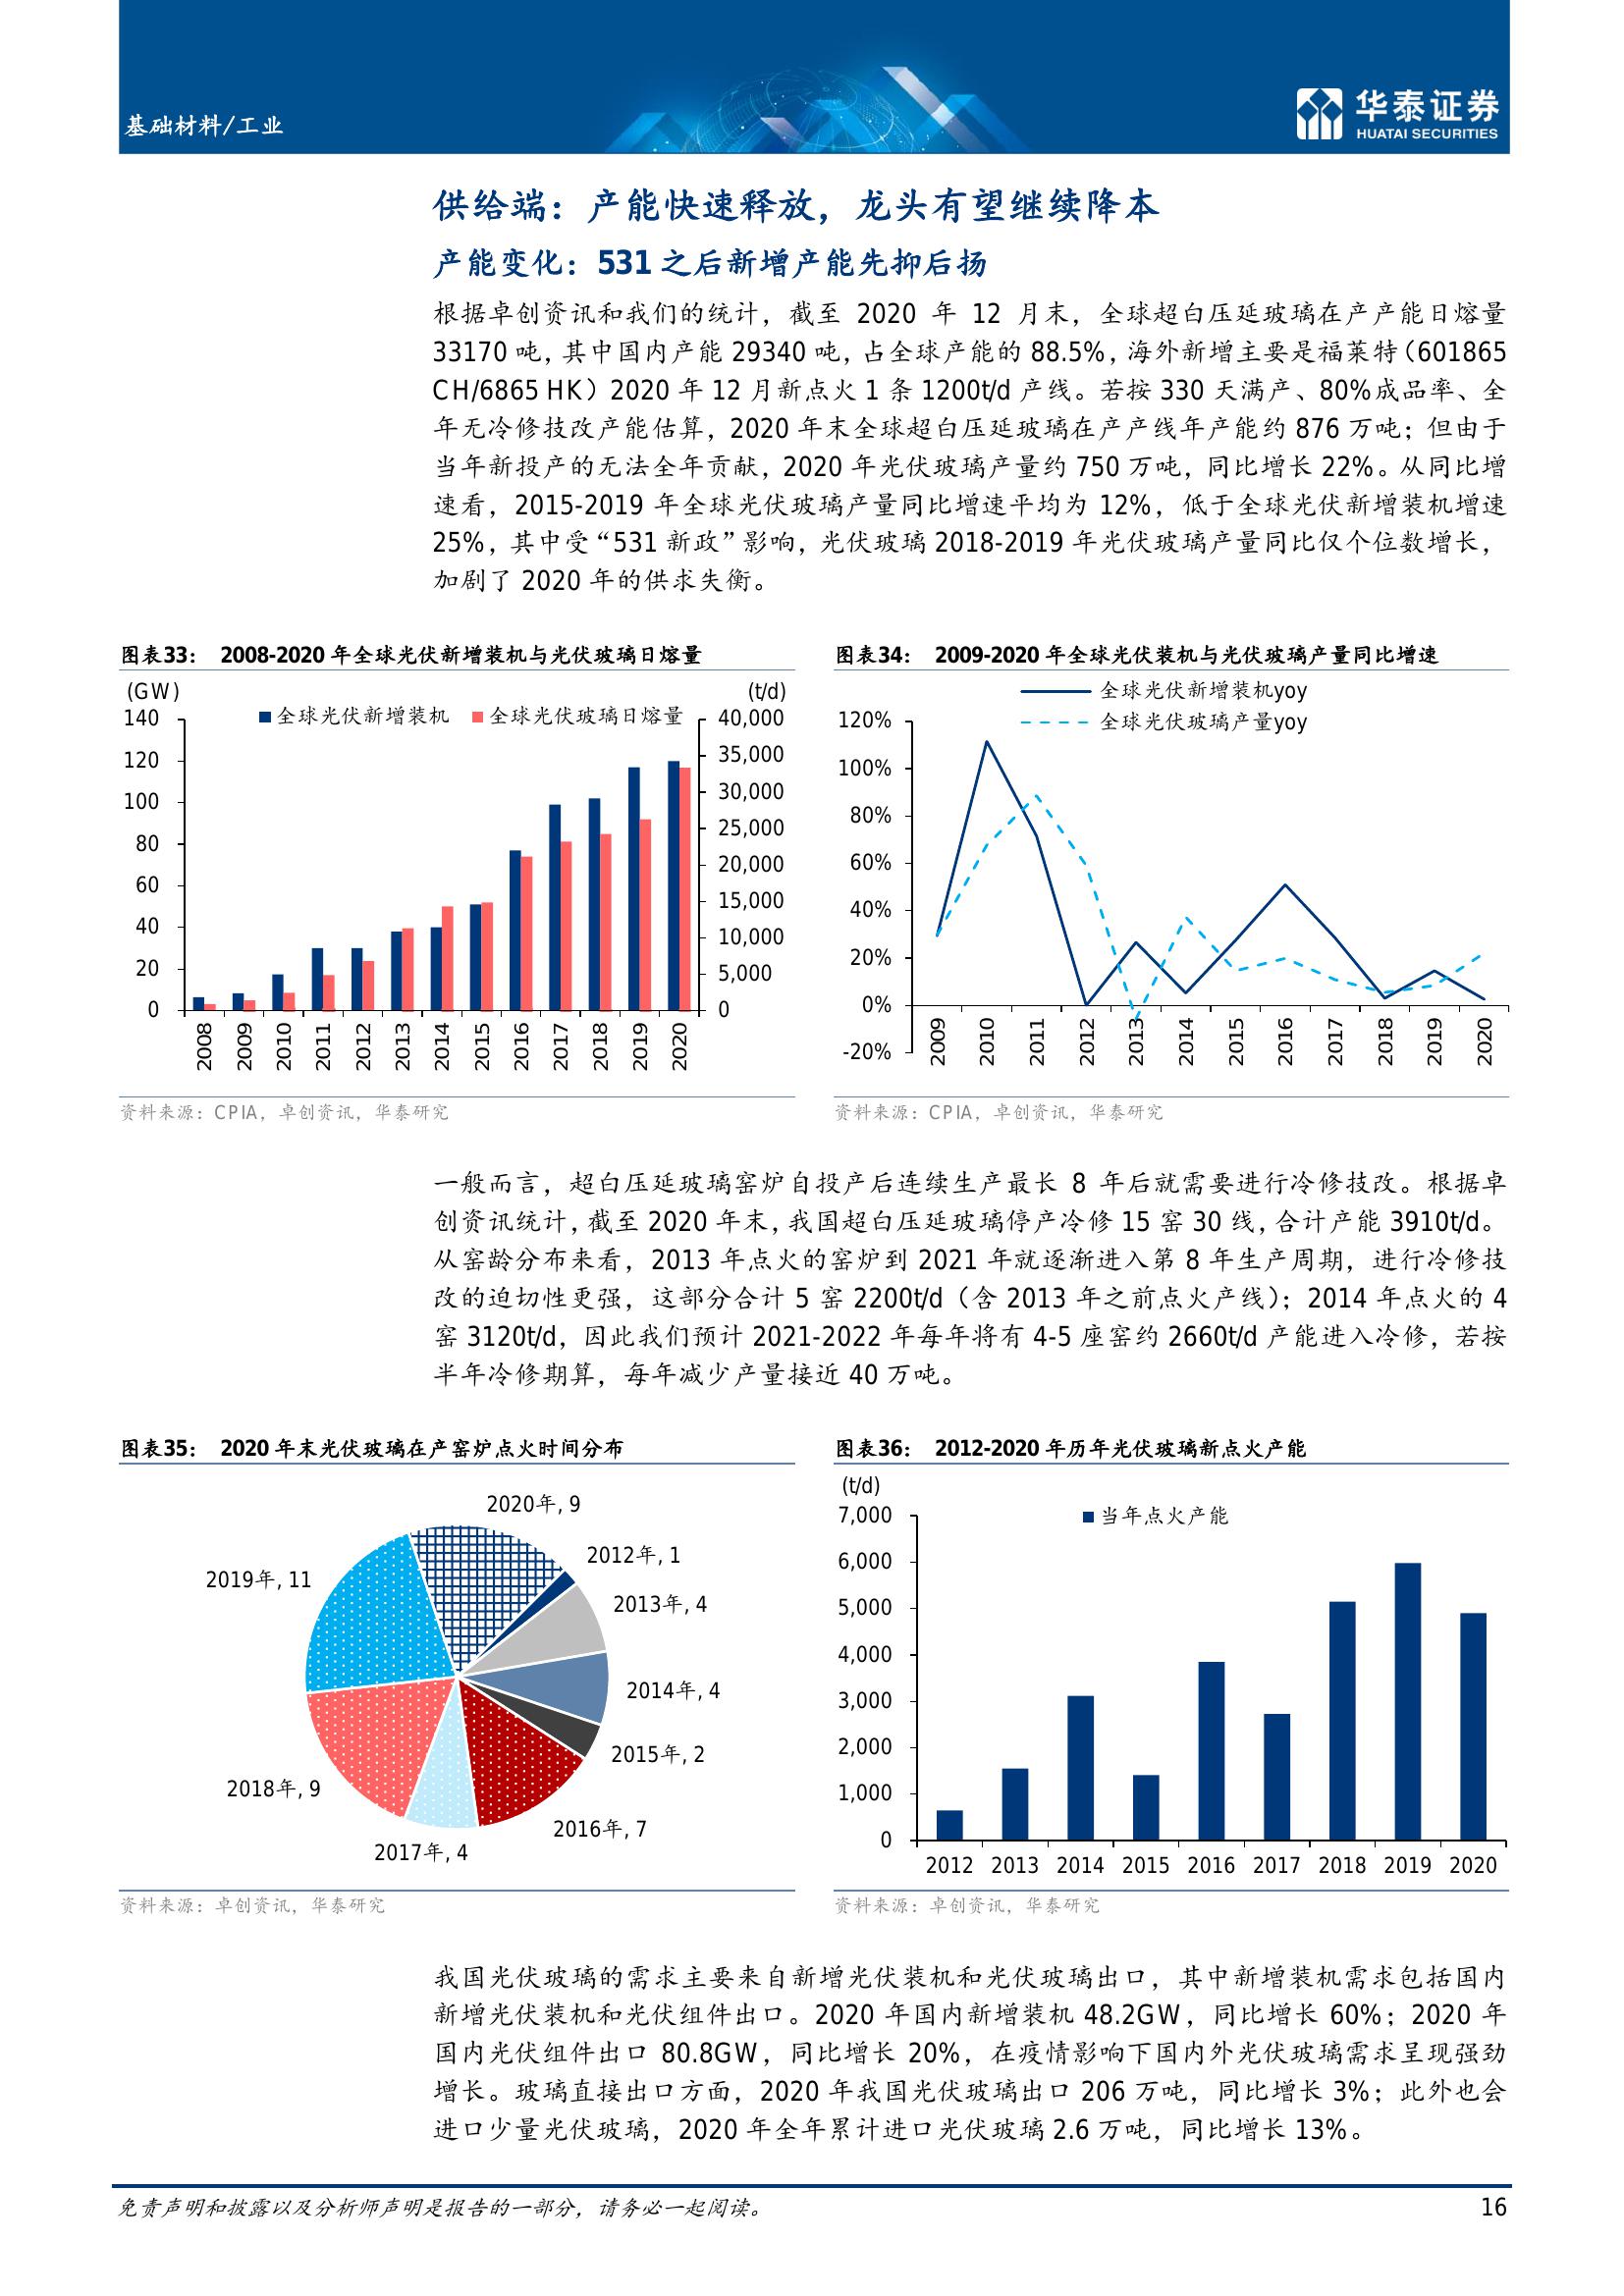 基础材料/工业
华泰证券
HUATAI SECURITIES
供给端：产能快速释放，龙头有望继续降本
产能变化：531 之后新增产能先抑后扬
根据卓创资讯和我们的统计，截至 2020 年 12 月末，全球超白压延玻璃在产产能日熔量
33170 吨，其中国内产能 29340 吨，占全球产能的 88.5%，海外新增主要是福莱特（601865
CH/6865 HK）2020 年 12 月新点火 1 条 1200t/d 产线。若按 330 天满产、80%成品率、全
年无冷修技改产能估算，2020 年末全球超白压延玻璃在产产线年产能约 876 万吨；但由于
当年新投产的无法全年贡献，2020 年光伏玻璃产量约 750 万吨，同比增长 22%。从同比增
速看，2015-2019 年全球光伏玻璃产量同比增速平均为 12%，低于全球光伏新增装机增速
25%，其中受“531 新政”影响，光伏玻璃 2018-2019 年光伏玻璃产量同比仅个位数增长，
加剧了 2020 年的供求失衡。
图表33： 2008-2020 年全球光伏新增装机与光伏玻璃日熔量
(GW)
(t/d)
全球光伏新增装机
全球光伏玻璃日熔量
140
120
100
80
60
40
20
0
40,000
35,000
30,000
25,000
20,000
15,000
10,000
5,000
0
2008
2009
2010
2011
2012
2013
2014
2015
2016
2017
2018
2019
2020
资料来源：CPIA，卓创资讯，华泰研究
图表34： 2009-2020 年全球光伏装机与光伏玻璃产量同比增速
全球光伏新增装机yoy
全球光伏玻璃产量yoy
120%
100%
80%
60%
40%
20%
0%
-20%
2009
2010
2011
2012
2013
2014
2015
2016
2017
2018
2019
2020
资料来源：CPIA，卓创资讯，华泰研究
一般而言，超白压延玻璃窑炉自投产后连续生产最长 8 年后就需要进行冷修技改。根据卓
创资讯统计，截至 2020 年末，我国超白压延玻璃停产冷修 15 窑 30 线，合计产能 3910t/d。
从窑龄分布来看，2013 年点火的窑炉到 2021 年就逐渐进入第 8 年生产周期，进行冷修技
改的迫切性更强，这部分合计 5 窑 2200t/d（含 2013 年之前点火产线）；2014 年点火的 4
窑 3120t/d，因此我们预计 2021-2022 年每年将有 4-5 座窑约 2660t/d 产能进入冷修，若按
半年冷修期算，每年减少产量接近 40 万吨。
图表35： 2020 年末光伏玻璃在产窑炉点火时间分布
2020年, 9
2012年, 1
2013年, 4
2014年, 4
2015年, 2
2016年, 7
2017年, 4
2018年, 9
2019年, 11
资料来源：卓创资讯，华泰研究
图表36： 2012-2020 年历年光伏玻璃新点火产能
(t/d)
当年点火产能
7,000
6,000
5,000
4,000
3,000
2,000
1,000
0
2012
2013
2014
2015
2016
2017
2018
2019
2020
资料来源：卓创资讯，华泰研究
我国光伏玻璃的需求主要来自新增光伏装机和光伏玻璃出口，其中新增装机需求包括国内
新增光伏装机和光伏组件出口。2020 年国内新增装机 48.2GW，同比增长 60%；2020 年
国内光伏组件出口 80.8GW，同比增长 20%，在疫情影响下国内外光伏玻璃需求呈现强劲
增长。玻璃直接出口方面，2020 年我国光伏玻璃出口 206 万吨，同比增长 3%；此外也会
进口少量光伏玻璃，2020 年全年累计进口光伏玻璃 2.6 万吨，同比增长 13%。
免责声明和披露以及分析师声明是报告的一部分，请务必一起阅读。
16